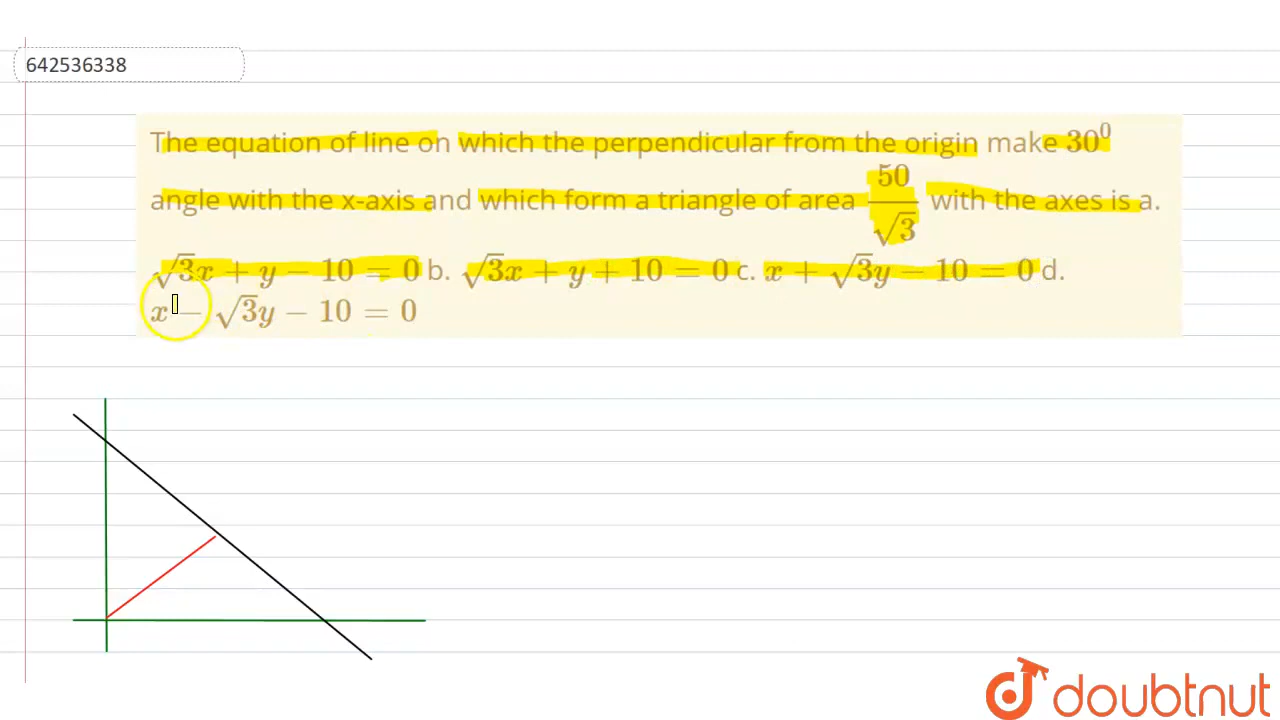 642536338
The equation of line on which the perpendicular from the origin make 30⁰
angle with the x-axis and which form a triangle of area 50/√3 with the axes is a.
√3x + y − 10 = 0 b. √3x + y + 10 = 0 c. x + √3y − 10 = 0 d.
x − √3y − 10 = 0
doubtnut